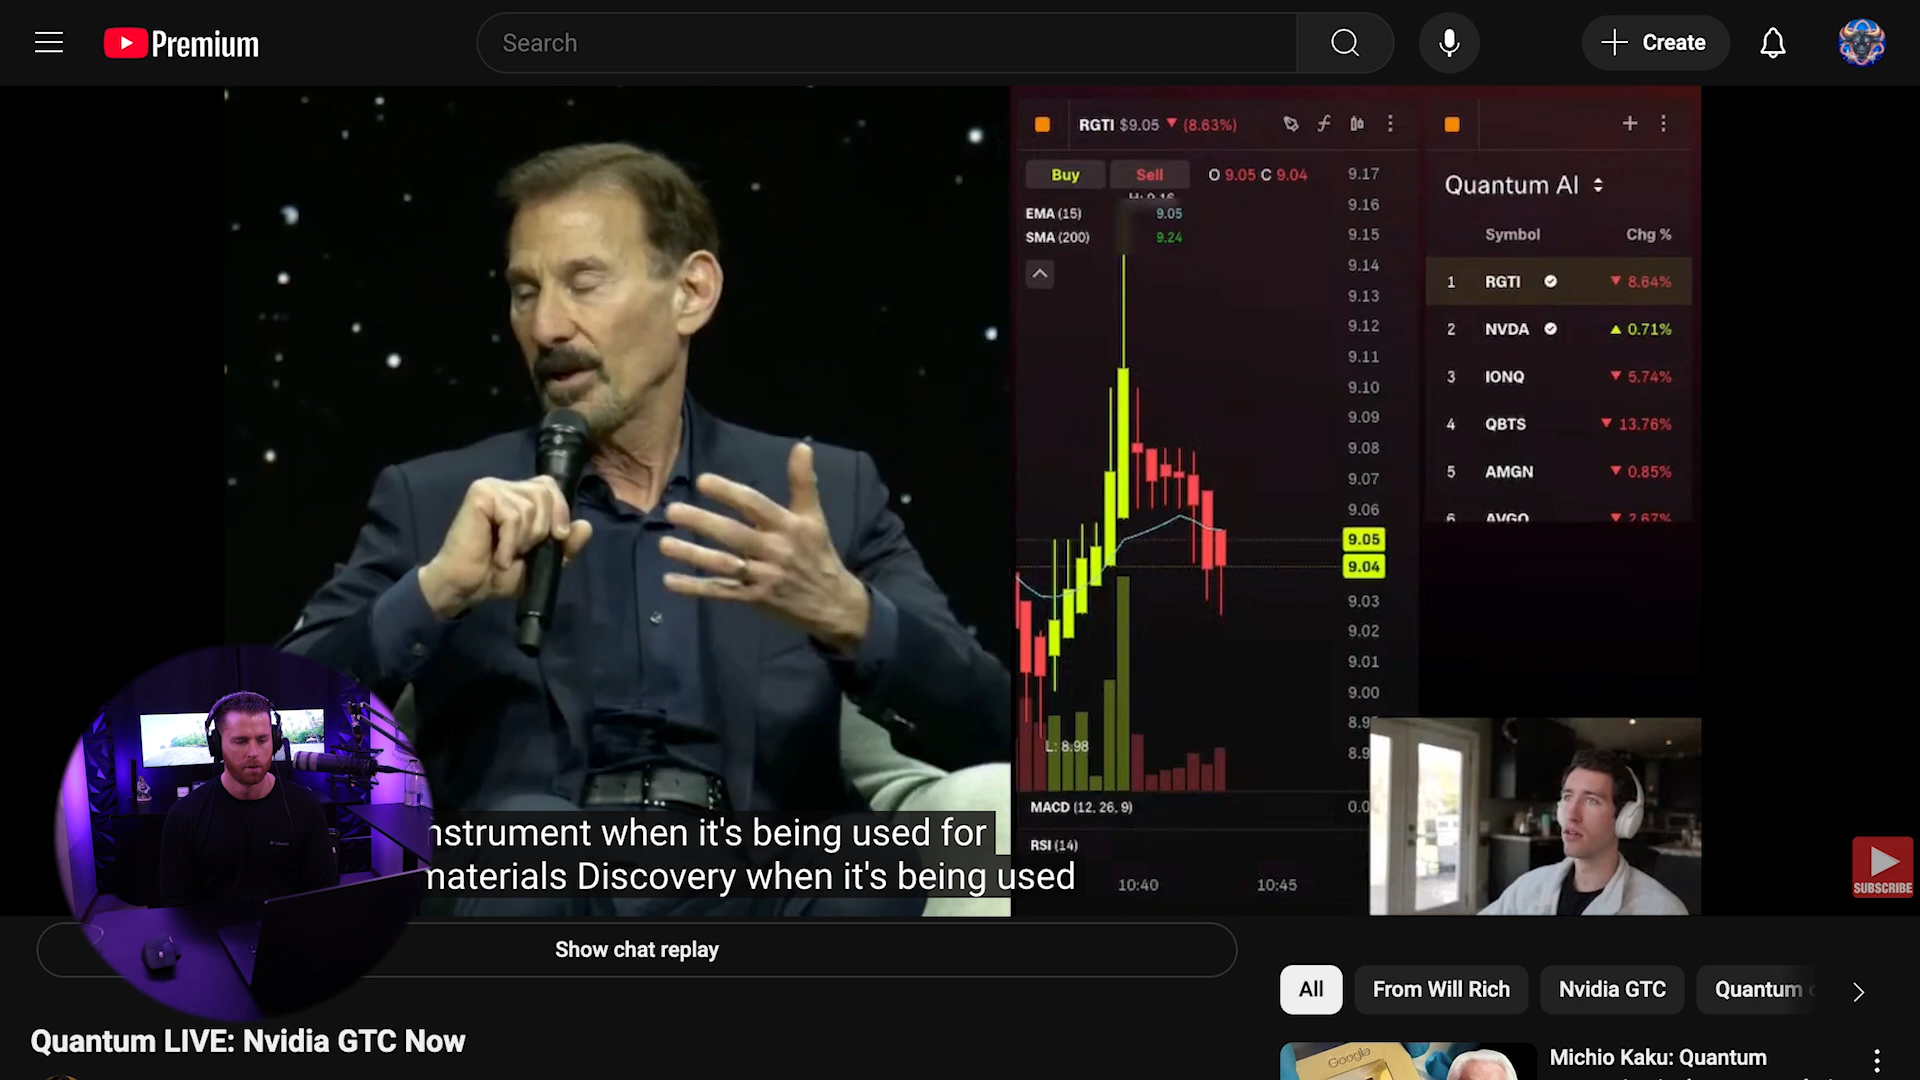 Premium
Search
Create
RGTI $9.05 ▼ (8.63%)
Buy
Sell
O 9.05 C 9.04
EMA (15)
9.05
SMA (200)
9.24
9.17
9.16
9.15
9.14
9.13
9.12
9.11
9.10
9.09
9.08
9.07
9.06
9.05
9.04
9.03
9.02
9.01
9.00
L: 8.98
MACD (12, 26, 9)
RSI (14)
10:40
10:45
Quantum AI
Symbol
Chg %
1 RGTI ▼ 8.64%
2 NVDA ▲ 0.71%
3 IONQ ▼ 5.74%
4 QBTS ▼ 13.76%
5 AMGN ▼ 0.85%
6 AVGO ▼ 2.67%
nstrument when it's being used for
materials Discovery when it's being used
SUBSCRIBE
Show chat replay
All
From Will Rich
Nvidia GTC
Quantum
Quantum LIVE: Nvidia GTC Now
Google
Michio Kaku: Quantum